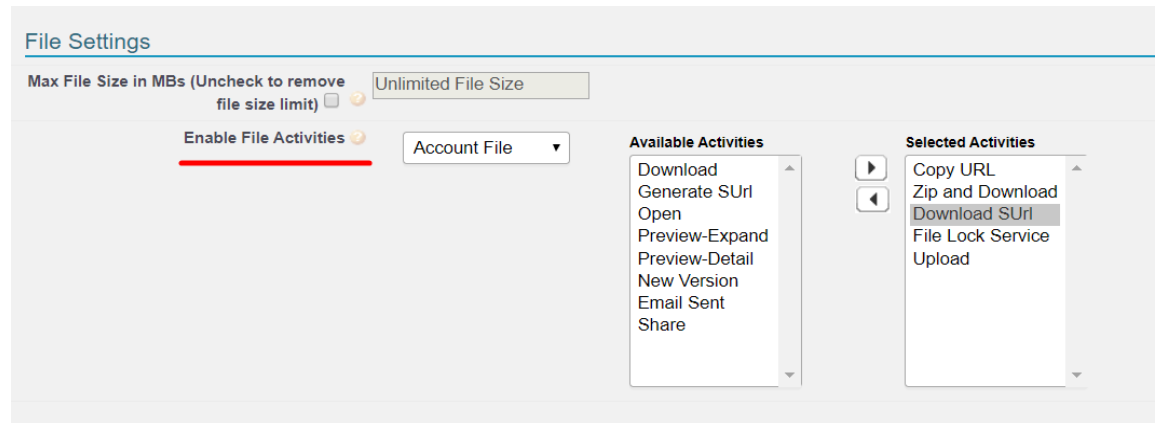 File Settings
Max File Size in MBs (Uncheck to remove
file size limit)
Unlimited File Size
Enable File Activities
Account File
Available Activities
Download
Generate SUrl
Open
Preview-Expand
Preview-Detail
New Version
Email Sent
Share
Selected Activities
Copy URL
Zip and Download
Download SUrl
File Lock Service
Upload